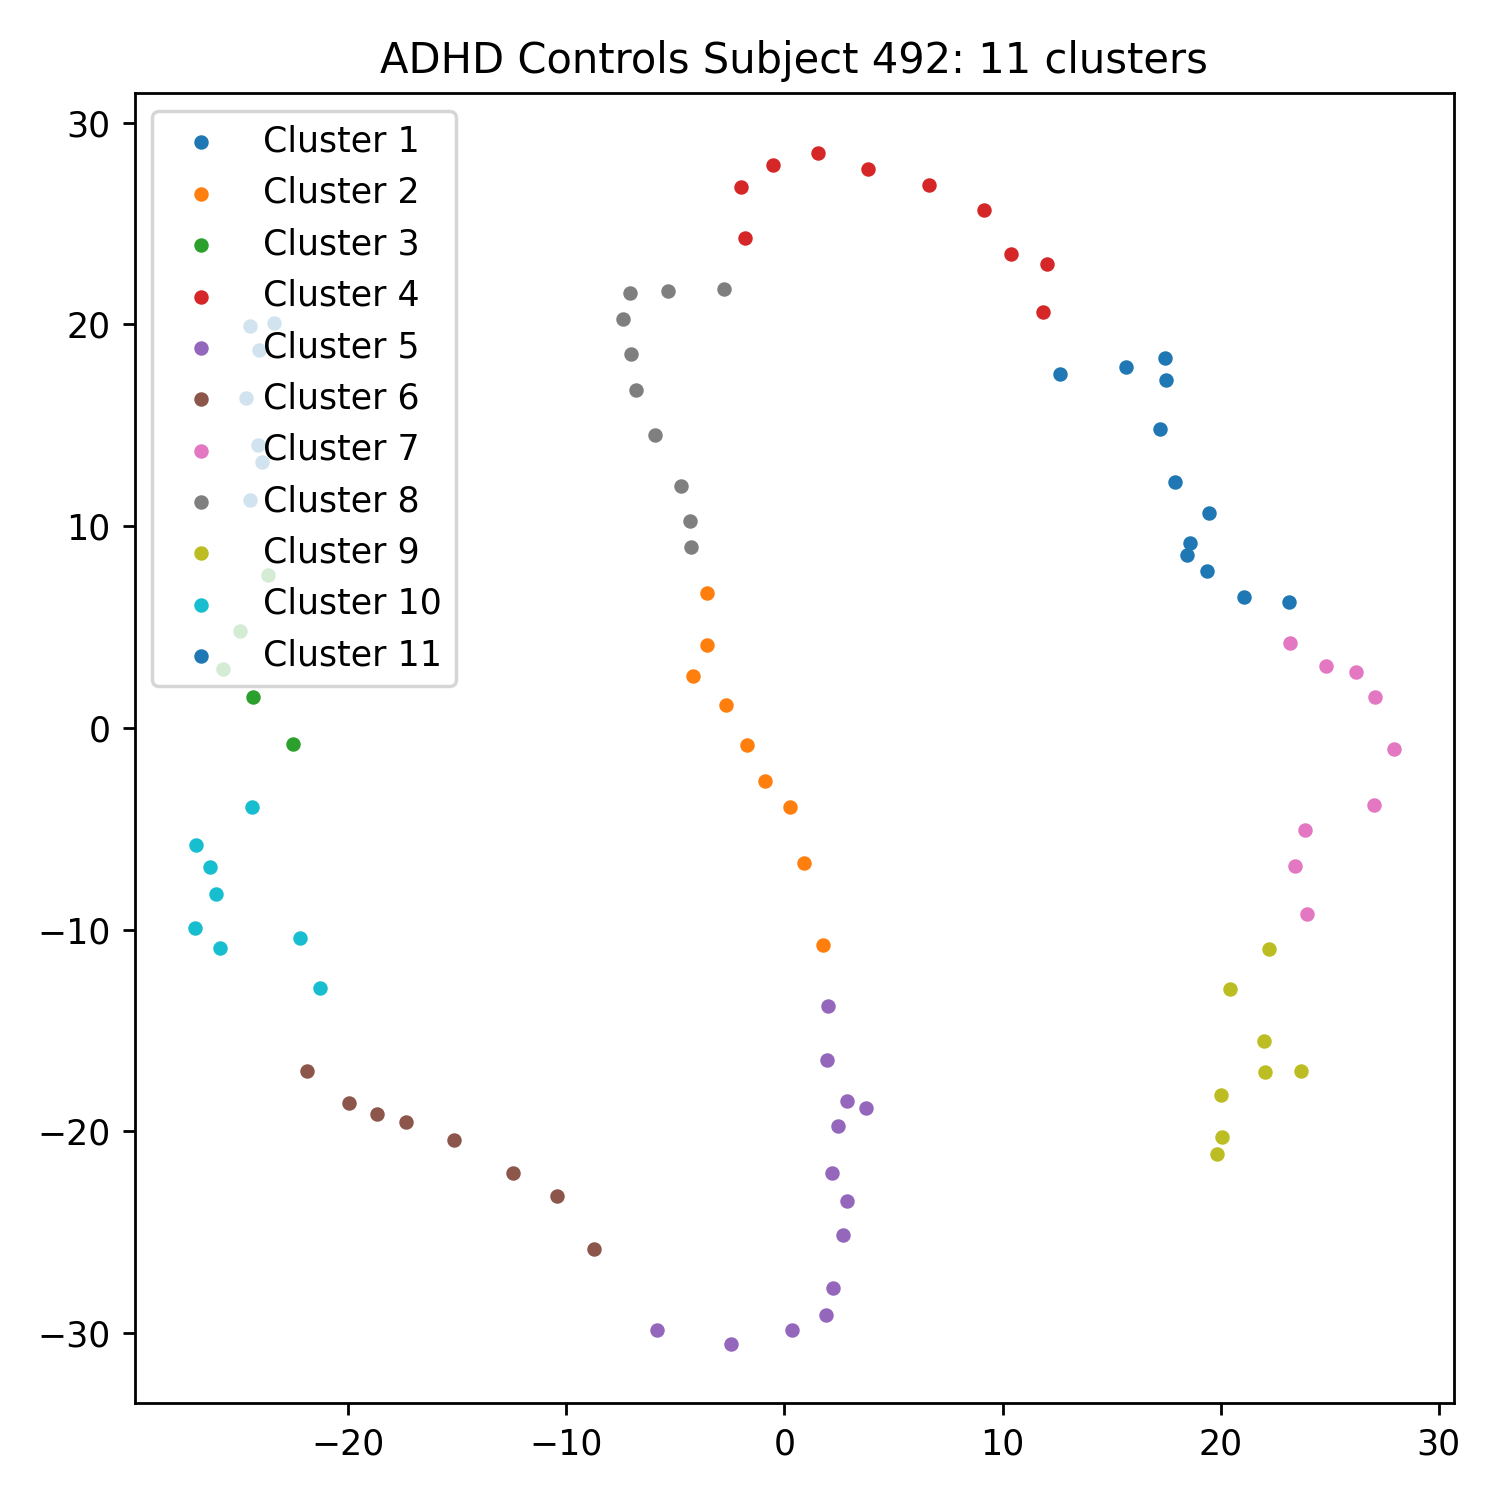 ADHD Controls Subject 492: 11 clusters
30
20
10
0
−10
−20
−30
Cluster 1
Cluster 2
Cluster 3
Cluster 4
Cluster 5
Cluster 6
Cluster 7
Cluster 8
Cluster 9
Cluster 10
Cluster 11
−20
−10
0
10
20
30